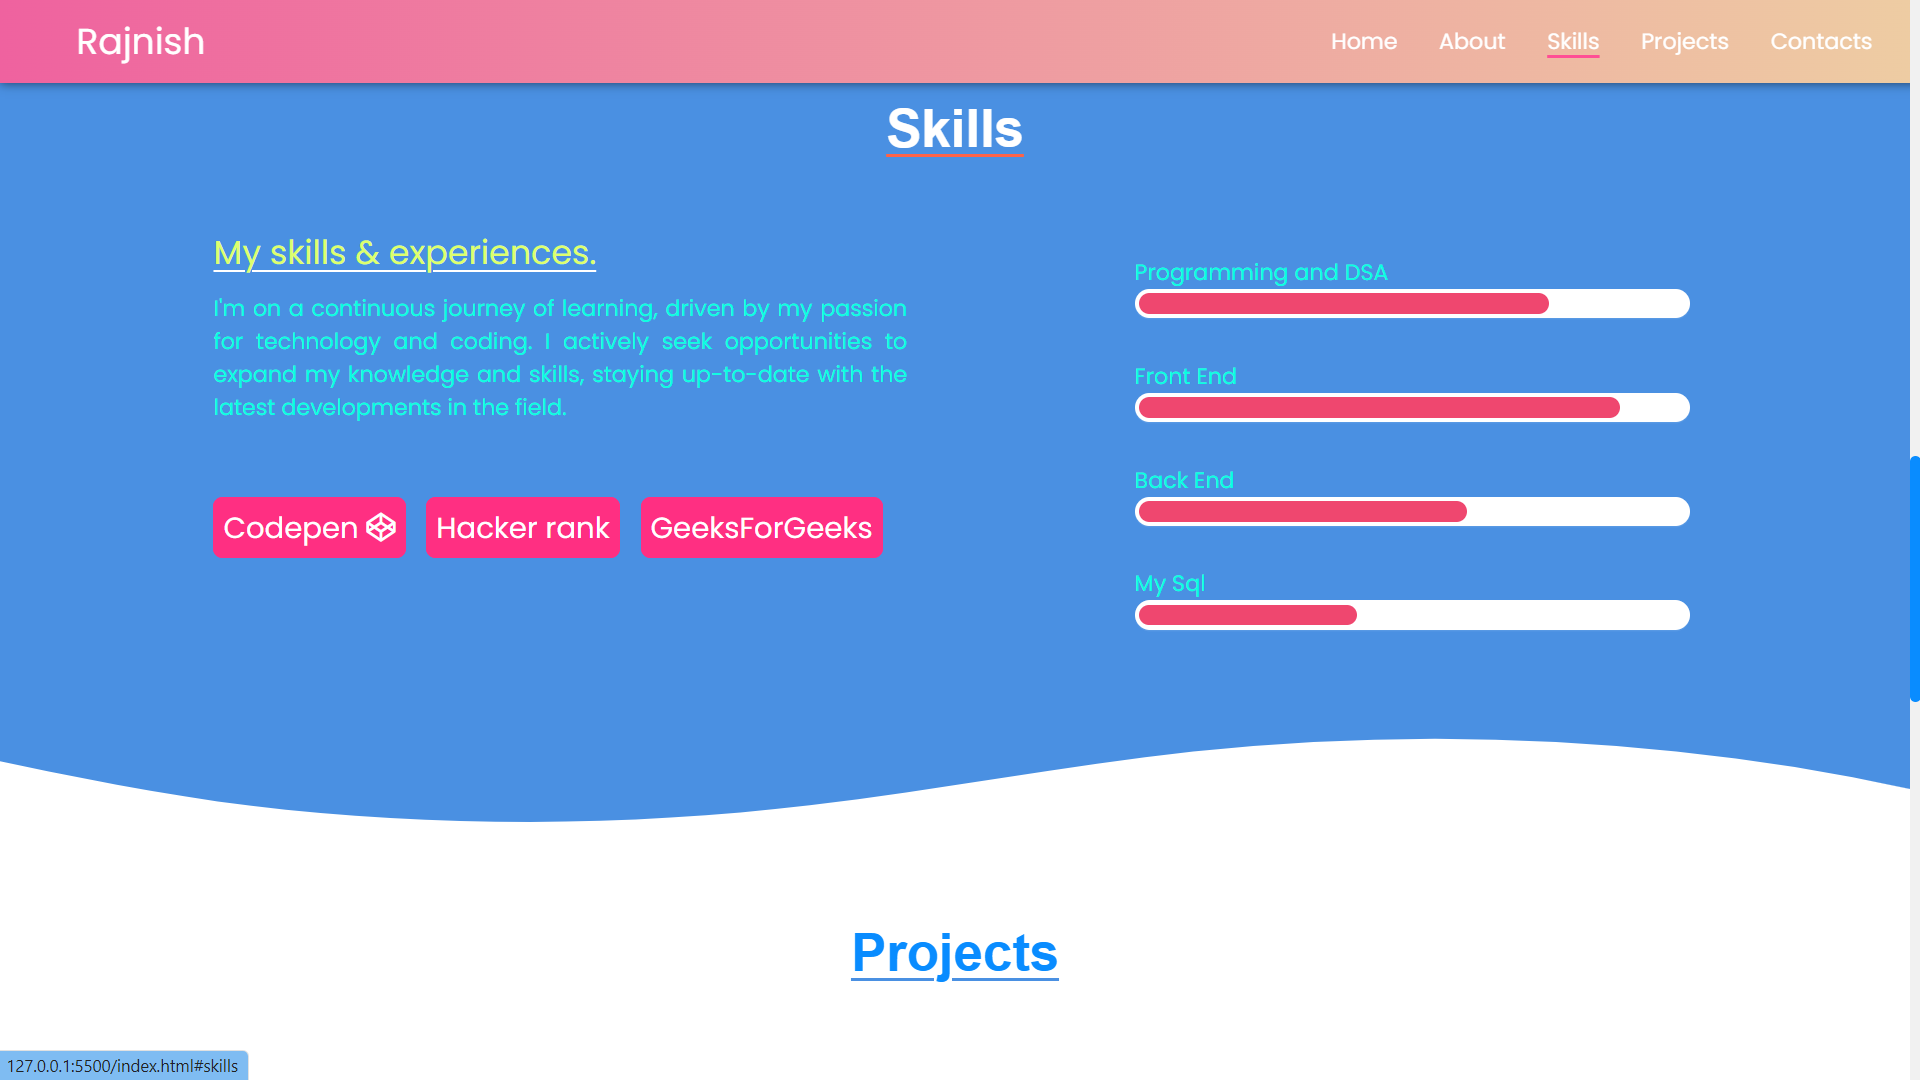 Rajnish
Home
About
Skills
Projects
Contacts
Skills
My skills & experiences.
I'm on a continuous journey of learning, driven by my passion
for technology and coding. I actively seek opportunities to
expand my knowledge and skills, staying up-to-date with the
latest developments in the field.
Codepen
Hacker rank
GeeksForGeeks
Programming and DSA
Front End
Back End
My Sql
Projects
127.0.0.1:5500/index.html#skills